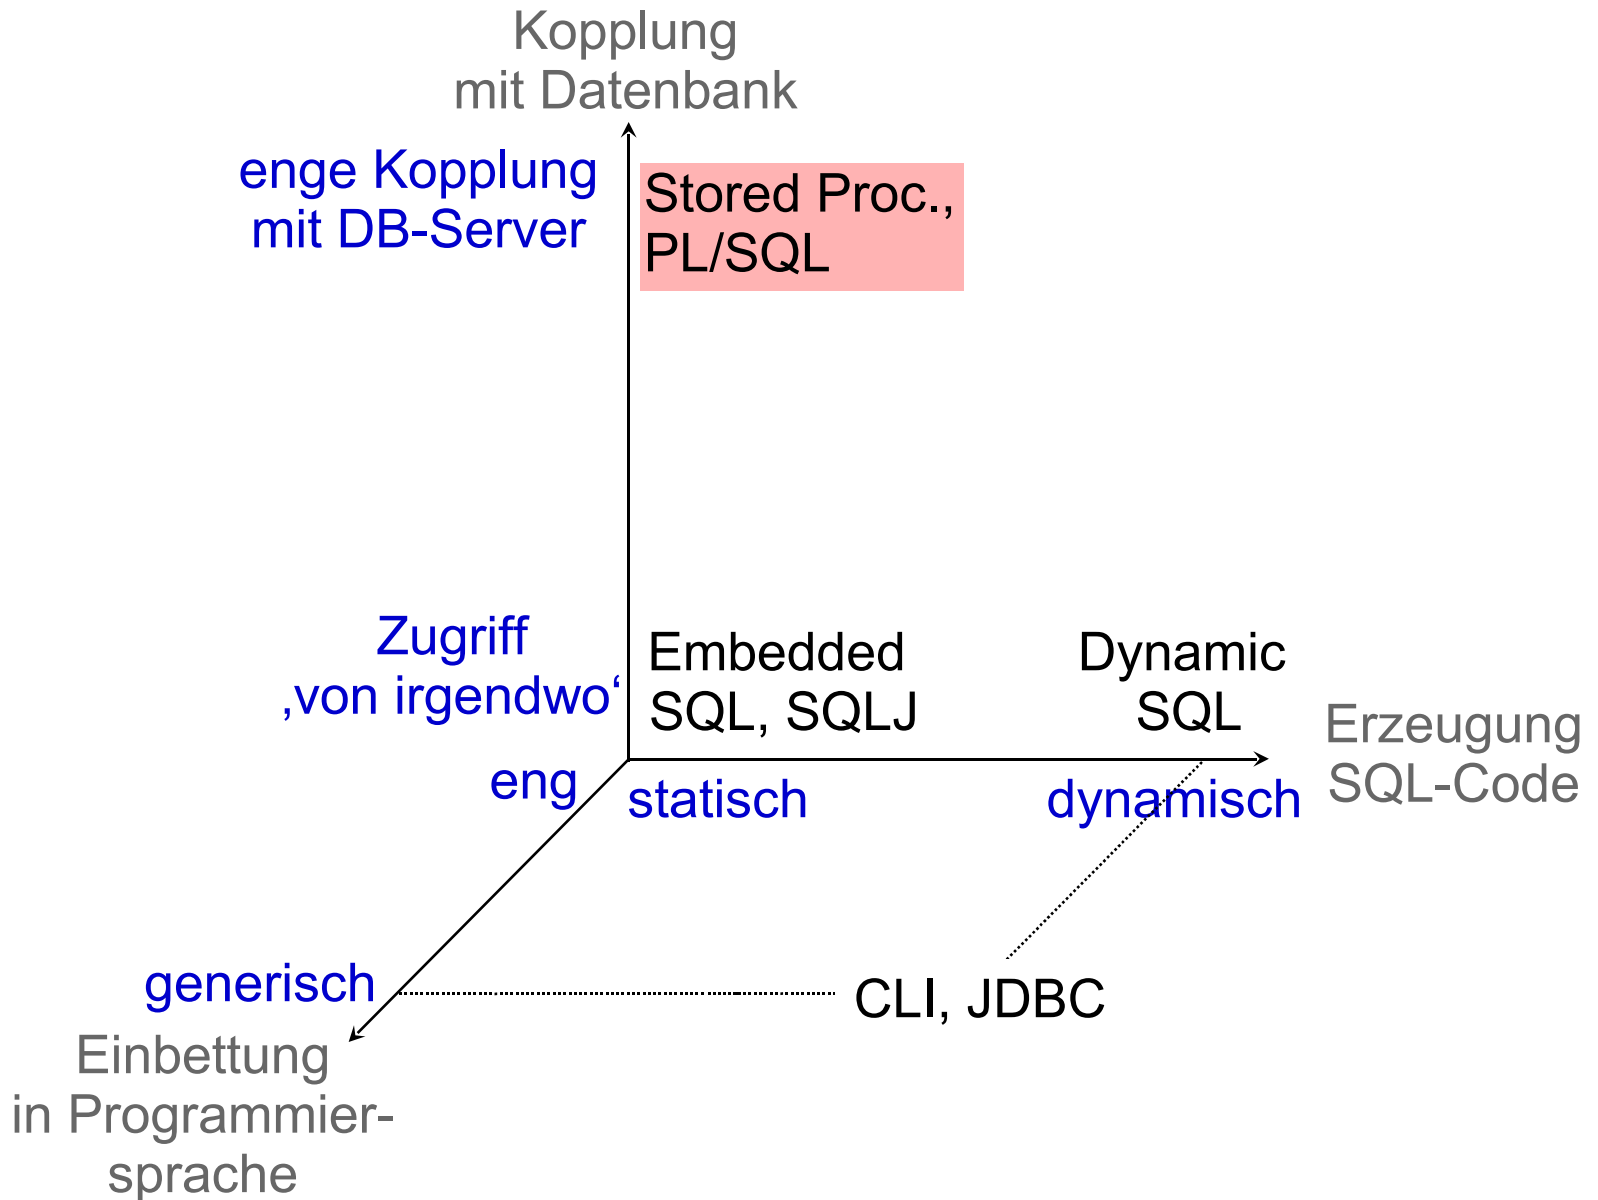 Kopplung
mit Datenbank
enge Kopplung
mit DB-Server
Stored Proc.,
PL/SQL
Zugriff
‚von irgendwo‘
Embedded
SQL, SQLJ
Dynamic
SQL
Erzeugung
SQL-Code
eng
statisch
dynamisch
generisch
CLI, JDBC
Einbettung
in Programmier-
sprache